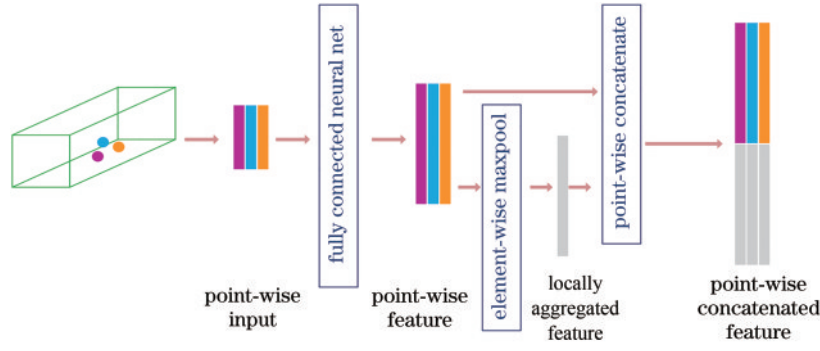 fully connected neural net
element-wise maxpool
point-wise concatenate
point-wise
input
point-wise
feature
locally
aggregated
feature
point-wise
concatenated
feature